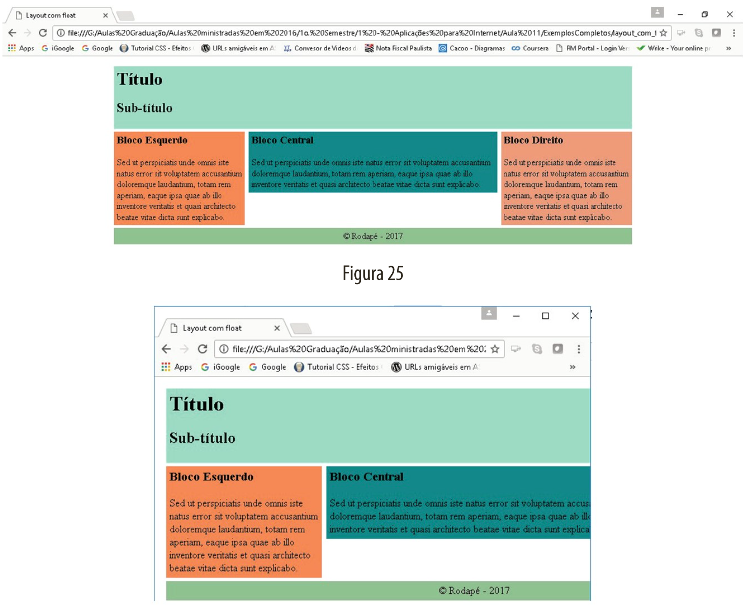 Layout com float
file:///G:/Aulas%20Graduação/Aulas%20ministradas%20em%202016/1o.%20Semestre/1%20-%20Aplicações%20para%20Internet/Aula%2011/ExemplosCompletos/layout_com_f
Apps G iGoogle G Google Tutorial CSS - Efeitos URLs amigáveis em A Conversor de Vídeos d Nota Fiscal Paulista Cacoo - Diagramas Coursera RM Portal - Login Ver Wrike - Your online p »
Título
Sub-título
Bloco Esquerdo Bloco Central Bloco Direito
Sed ut perspiciatis unde omnis iste Sed ut perspiciatis unde omnis iste natus error sit voluptatem accusantium Sed ut perspiciatis unde omnis iste
natus error sit voluptatem accusantium doloremque laudantium, totam rem aperiam, eaque ipsa quae ab illo natus error sit voluptatem accusantium
doloremque laudantium, totam rem inventore veritatis et quasi architecto beatae vitae dicta sunt explicabo. doloremque laudantium, totam rem
aperiam, eaque ipsa quae ab illo aperiam, eaque ipsa quae ab illo
inventore veritatis et quasi architecto inventore veritatis et quasi architecto
beatae vitae dicta sunt explicabo. beatae vitae dicta sunt explicabo.
© Rodapé - 2017
Figura 25
Layout com float
file:///G:/Aulas%20Graduação/Aulas%20ministradas%20em%202
Apps G iGoogle G Google Tutorial CSS - Efeitos URLs amigáveis em A »
Título
Sub-título
Bloco Esquerdo Bloco Central
Sed ut perspiciatis unde omnis iste Sed ut perspiciatis unde omnis iste natus error sit voluptatem accus
natus error sit voluptatem accusantium doloremque laudantium, totam rem aperiam, eaque ipsa quae ab illo
doloremque laudantium, totam rem inventore veritatis et quasi architecto beatae vitae dicta sunt explica
aperiam, eaque ipsa quae ab illo
inventore veritatis et quasi architecto
beatae vitae dicta sunt explicabo.
© Rodapé - 2017